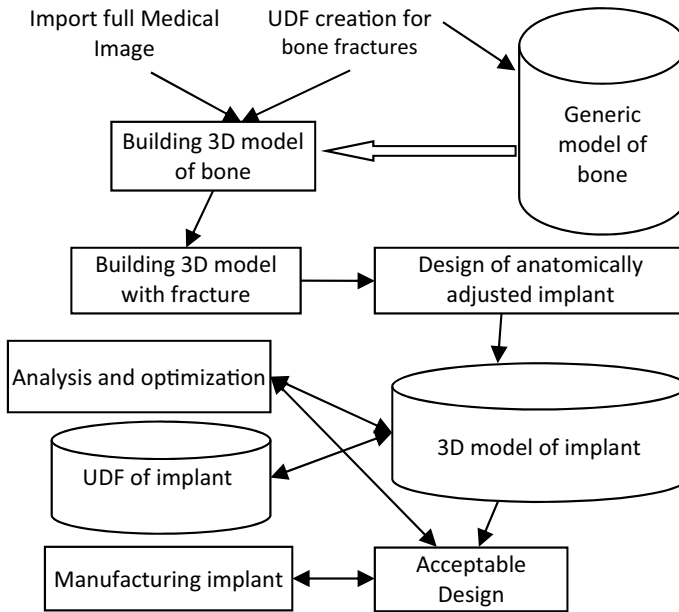 Import full Medical
Image
UDF creation for
bone fractures
Generic
model of
bone
Building 3D model
of bone
Building 3D model
with fracture
Design of anatomically
adjusted implant
Analysis and optimization
3D model of implant
UDF of implant
Manufacturing implant
Acceptable
Design